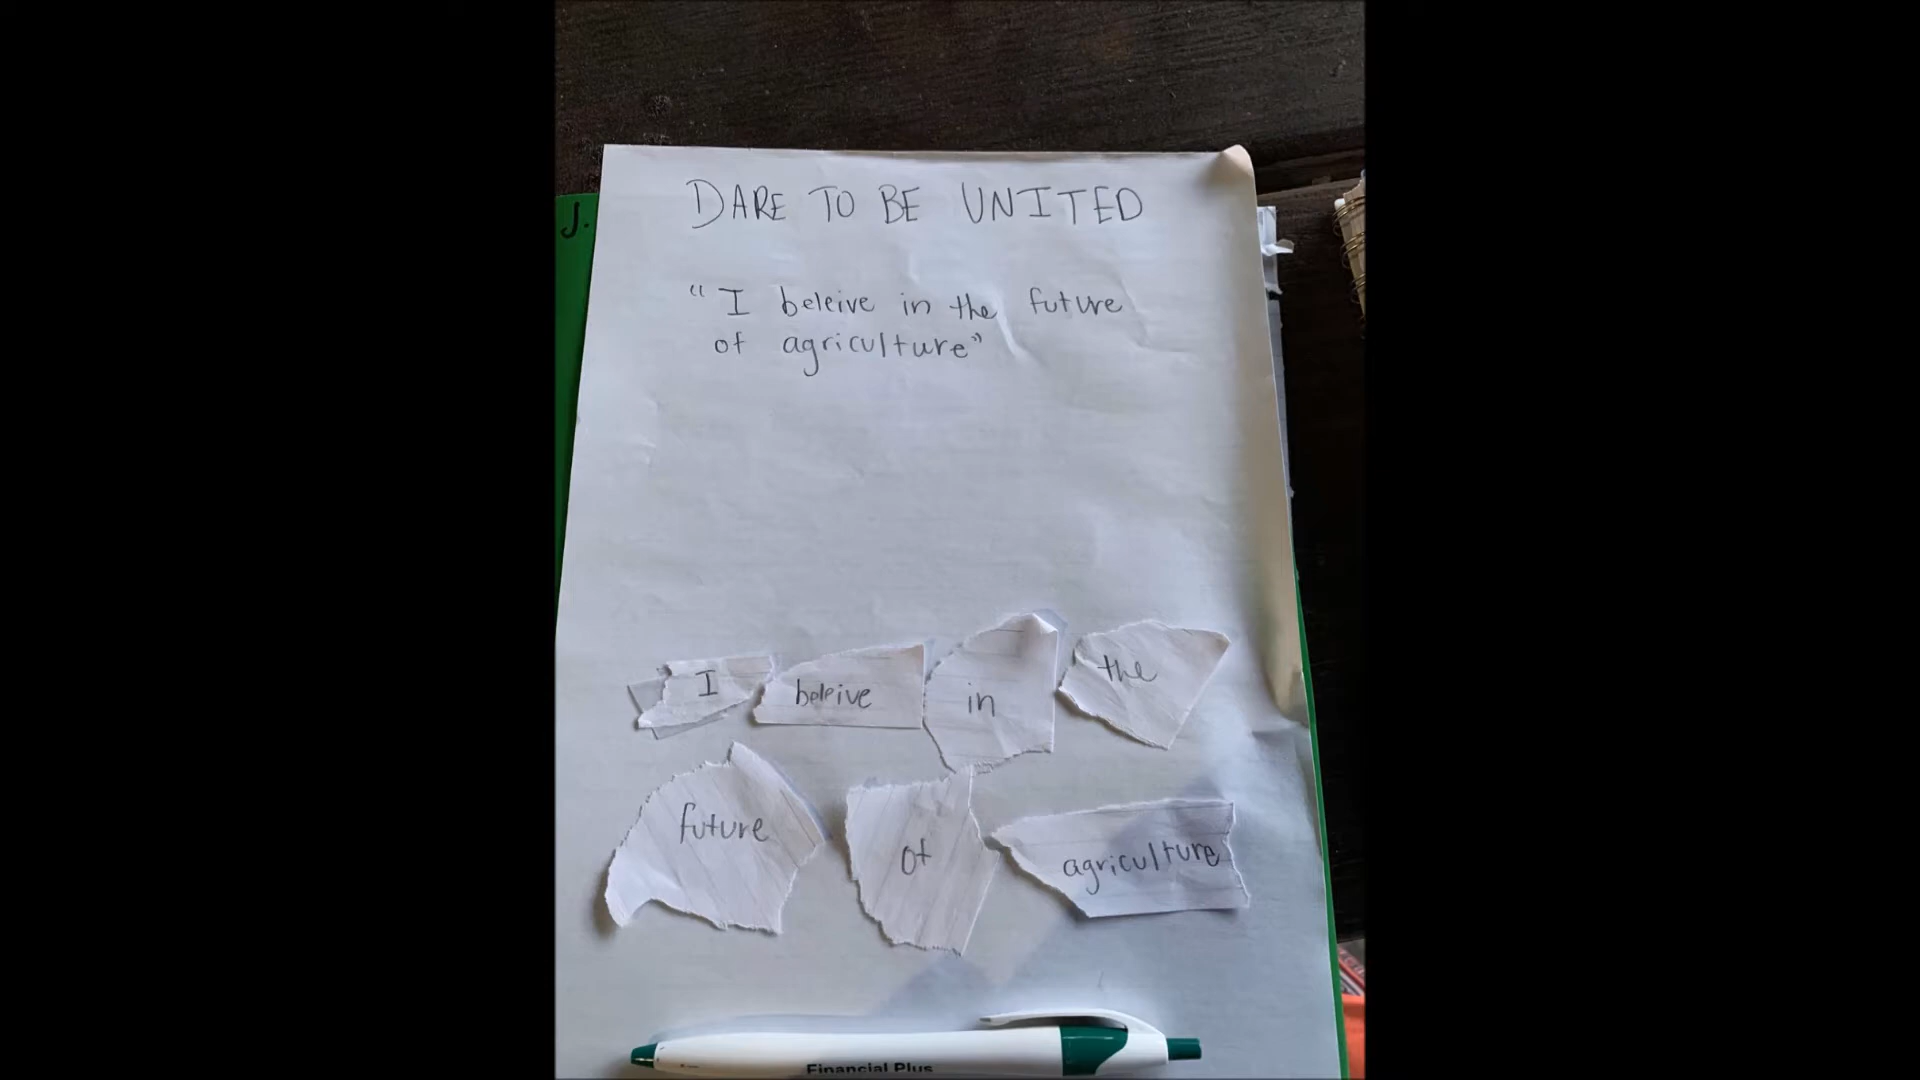 J.
DARE TO BE UNITED
“I beleive in the future
of agriculture”
I beleive in the
future of agriculture
Financial Plus